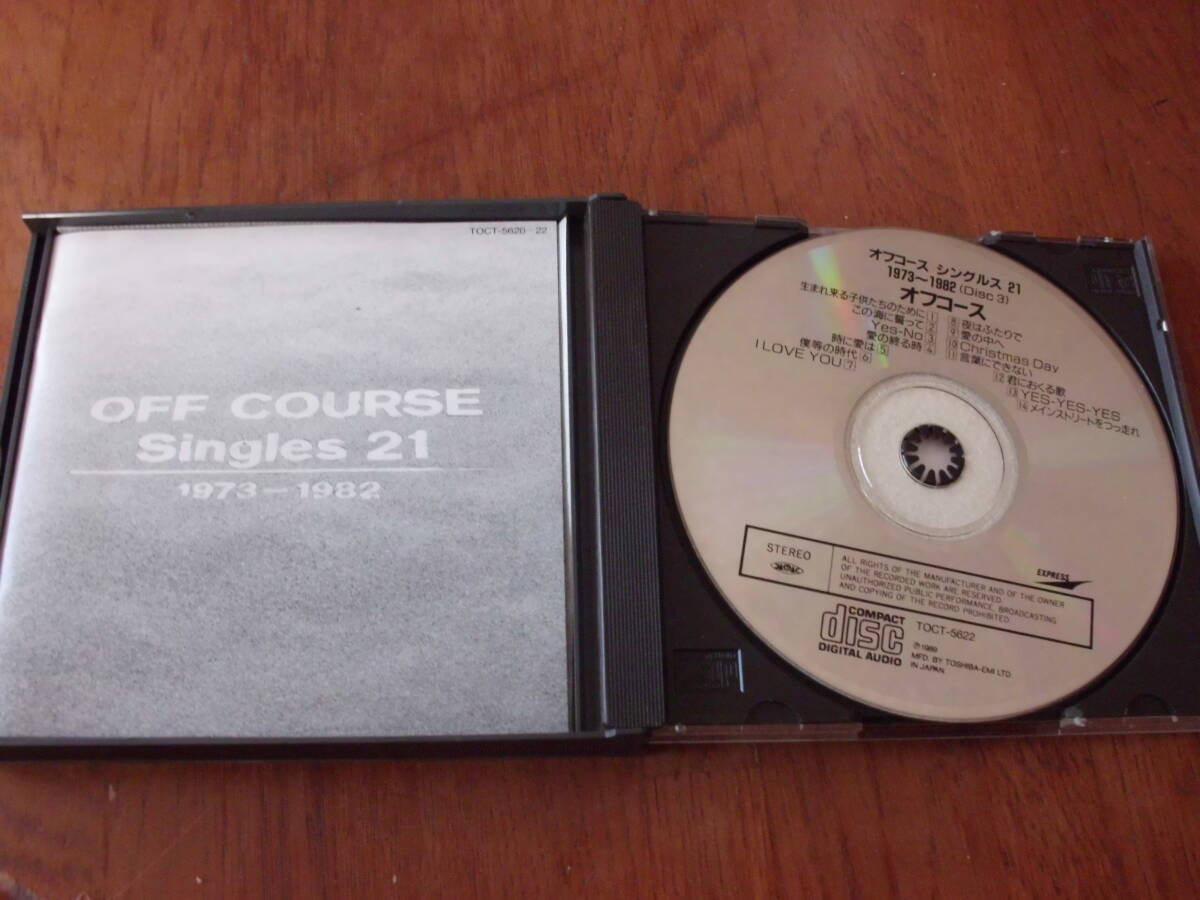 TOCT-5620-22
OFF COURSE
Singles 21
1973-1982
オフコース シングルス 21
1973~1982 (Disc 3)
オフコース
生まれ来る子供たちのために 1
この海に誓って 2
Yes-No 3
愛の終る時 4
時に愛は 5
僕等の時代 6
I LOVE YOU 7
8 夜はふたりで
9 愛の中へ
10 Christmas Day
11 言葉にできない
12 君におくる歌
13 YES-YES-YES
14 メインストリートをつっ走れ
STEREO
ALL RIGHTS OF THE MANUFACTURER AND OF THE OWNER
OF THE RECORDED WORK ARE RESERVED.
UNAUTHORIZED PUBLIC PERFORMANCE, BROADCASTING
AND COPYING OF THE RECORD PROHIBITED.
EXPRESS
COMPACT
disc
DIGITAL AUDIO
TOCT-5622
℗1989
MFD. BY TOSHIBA-EMI LTD.
IN JAPAN